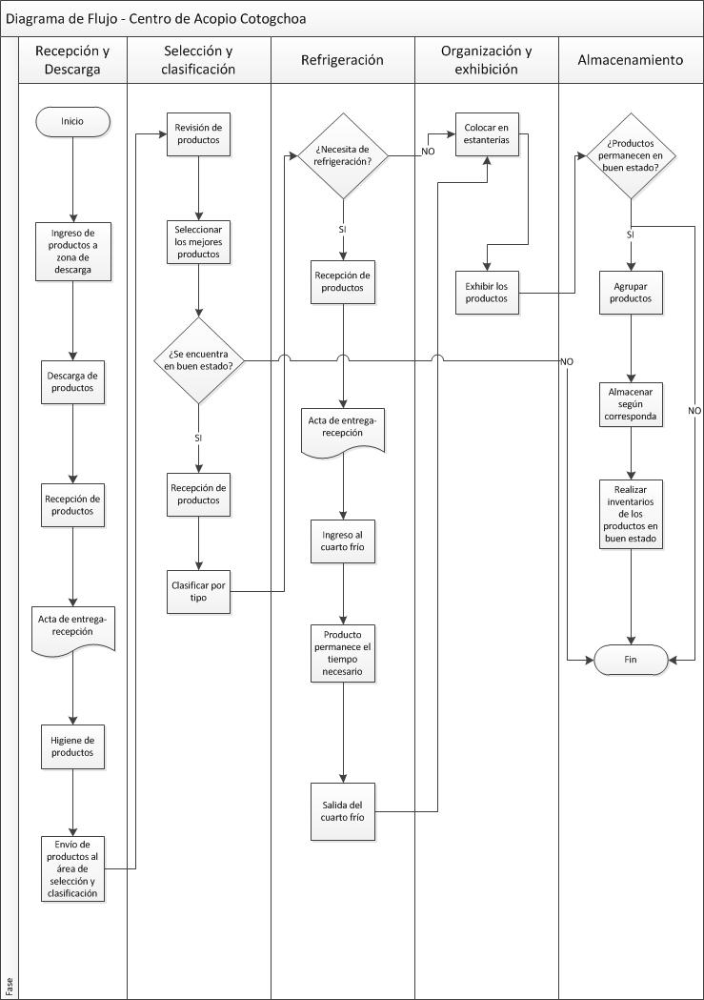 Diagrama de Flujo - Centro de Acopio Cotogchoa
Recepción y
Descarga
Selección y
clasificación
Refrigeración
Organización y
exhibición
Almacenamiento
Inicio
Ingreso de
productos a
zona de
descarga
Descarga de
productos
Recepción de
productos
Acta de entrega-
recepción
Higiene de
productos
Envío de
productos al
área de
selección y
clasificación
Revisión de
productos
Seleccionar
los mejores
productos
¿Se encuentra
en buen estado?
NO
SI
Recepción de
productos
Clasificar por
tipo
¿Necesita de
refrigeración?
NO
SI
Recepción de
productos
Acta de entrega-
recepción
Ingreso al
cuarto frío
Producto
permanece el
tiempo
necesario
Salida del
cuarto frío
Colocar en
estanterías
Exhibir los
productos
¿Productos
permanecen en
buen estado?
SI
NO
Agrupar
productos
Almacenar
según
corresponda
Realizar
inventarios
de los
productos en
buen estado
Fin
Fase